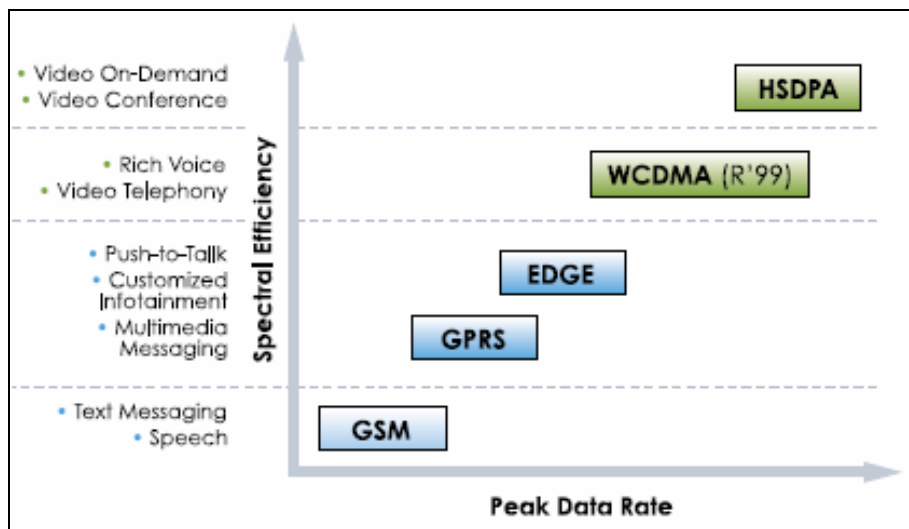 • Video On-Demand
• Video Conference
HSDPA
• Rich Voice
• Video Telephony
WCDMA (R'99)
Spectral Efficiency
• Push-to-Tallk
• Customized
Infotainment
• Multimedia
Messaging
EDGE
GPRS
• Text Messaging
• Speech
GSM
Peak Data Rate